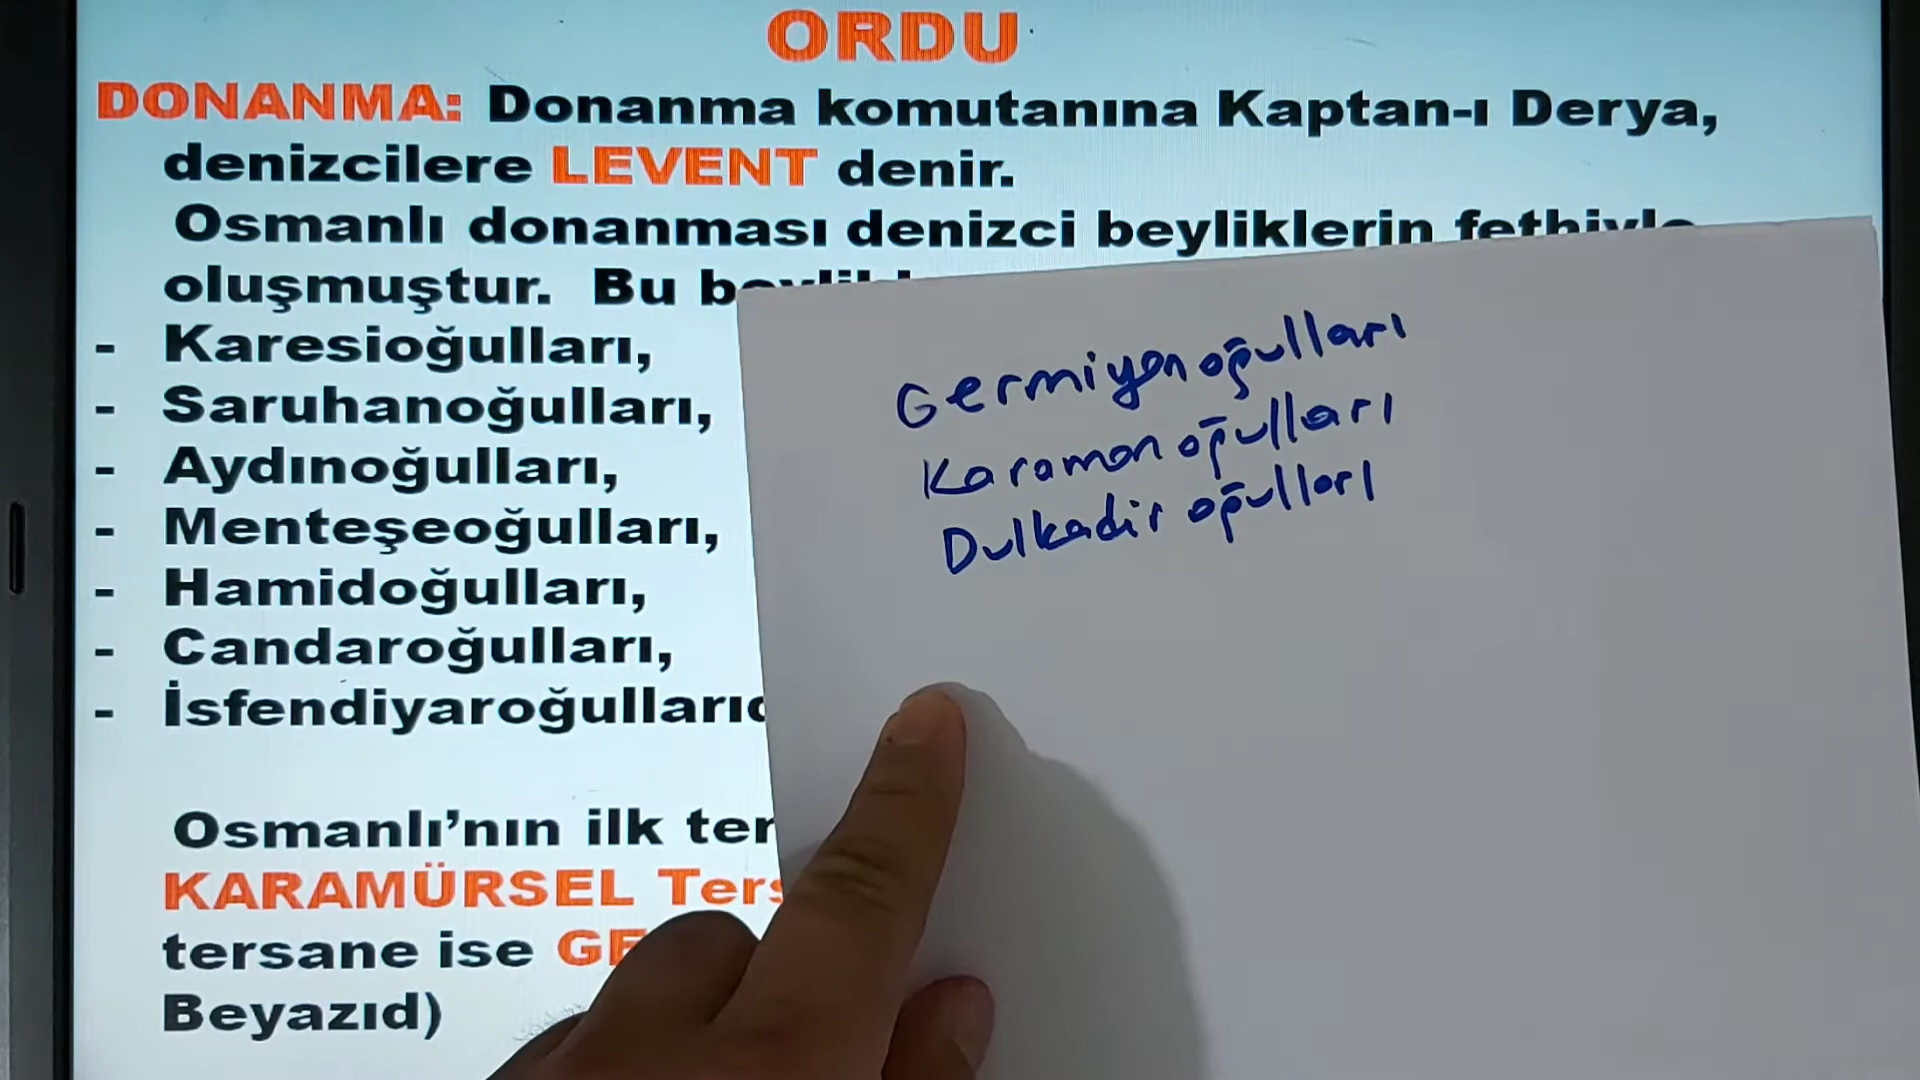 ORDU
DONANMA: Donanma komutanına Kaptan-ı Derya,
denizcilere LEVENT denir.
Osmanlı donanması denizci beyliklerin fethiyle
oluşmuştur. Bu
- Karesioğulları,
- Saruhanoğulları,
- Aydınoğulları,
- Menteşeoğulları,
- Hamidoğulları,
- Candaroğulları,
- İsfendiyaroğulları
Osmanlı’nın ilk
KARAMÜRSEL
tersane ise
Beyazıd)
Germiyanoğulları
Karamanoğulları
Dulkadiroğulları